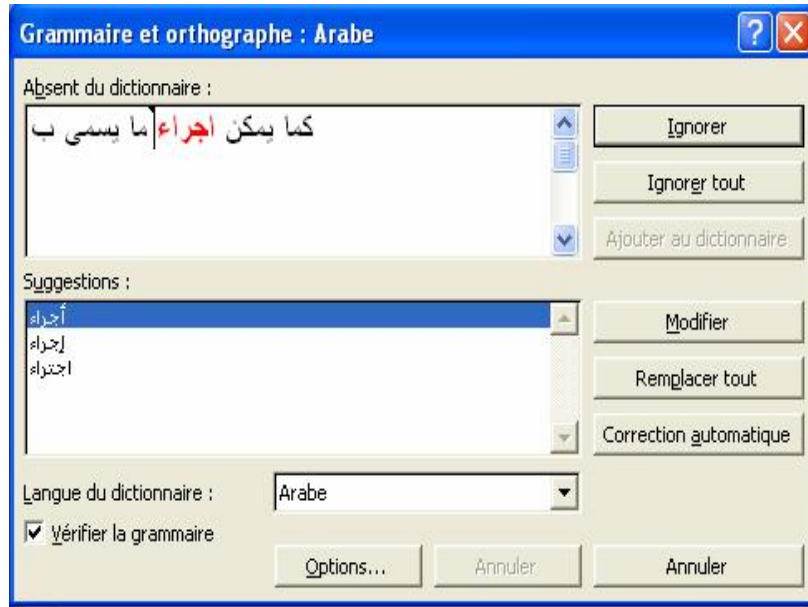 Grammaire et orthographe : Arabe
Absent du dictionnaire :
كما يمكن اجراء ما يسمى ب
Ignorer
Ignorer tout
Ajouter au dictionnaire
Suggestions :
أجراء
إجراء
اجتراء
Modifier
Remplacer tout
Correction automatique
Langue du dictionnaire :
Arabe
Vérifier la grammaire
Options...
Annuler
Annuler